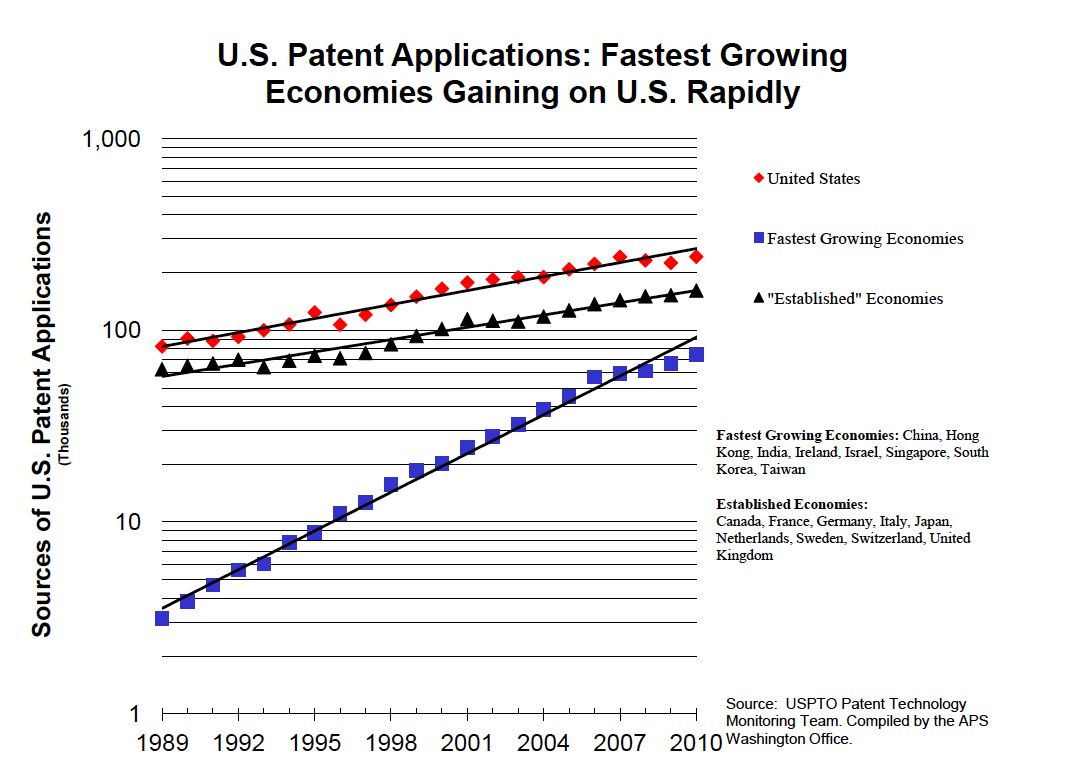 U.S. Patent Applications: Fastest Growing
Economies Gaining on U.S. Rapidly
Sources of U.S. Patent Applications
(Thousands)
1,000
100
10
1
1989 1992 1995 1998 2001 2004 2007 2010
United States
Fastest Growing Economies
"Established" Economies
Fastest Growing Economies: China, Hong
Kong, India, Ireland, Israel, Singapore, South
Korea, Taiwan
Established Economies:
Canada, France, Germany, Italy, Japan,
Netherlands, Sweden, Switzerland, United
Kingdom
Source: USPTO Patent Technology
Monitoring Team. Compiled by the APS
Washington Office.